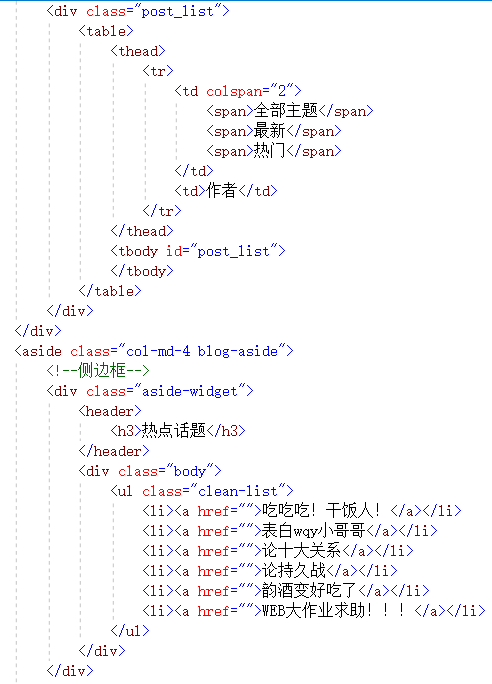 <div class="post_list">
<table>
<thead>
<tr>
<td colspan="2">
<span>全部主题</span>
<span>最新</span>
<span>热门</span>
</td>
<td>作者</td>
</tr>
</thead>
<tbody id="post_list">
</tbody>
</table>
</div>
</div>
<aside class="col-md-4 blog-aside">
<!--侧边框-->
<div class="aside-widget">
<header>
<h3>热点话题</h3>
</header>
<div class="body">
<ul class="clean-list">
<li><a href="">吃吃吃！干饭人！</a></li>
<li><a href="">表白wqy小哥哥</a></li>
<li><a href="">论十大关系</a></li>
<li><a href="">论持久战</a></li>
<li><a href="">韵酒变好吃了</a></li>
<li><a href="">WEB大作业求助！！！</a></li>
</ul>
</div>
</div>